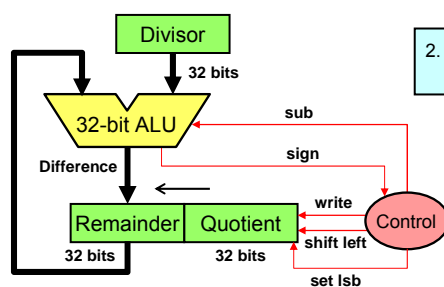 Divisor
2.
32 bits
32-bit ALU
sub
sign
Difference
write
Remainder
Quotient
Control
shift left
32 bits
32 bits
set lsb